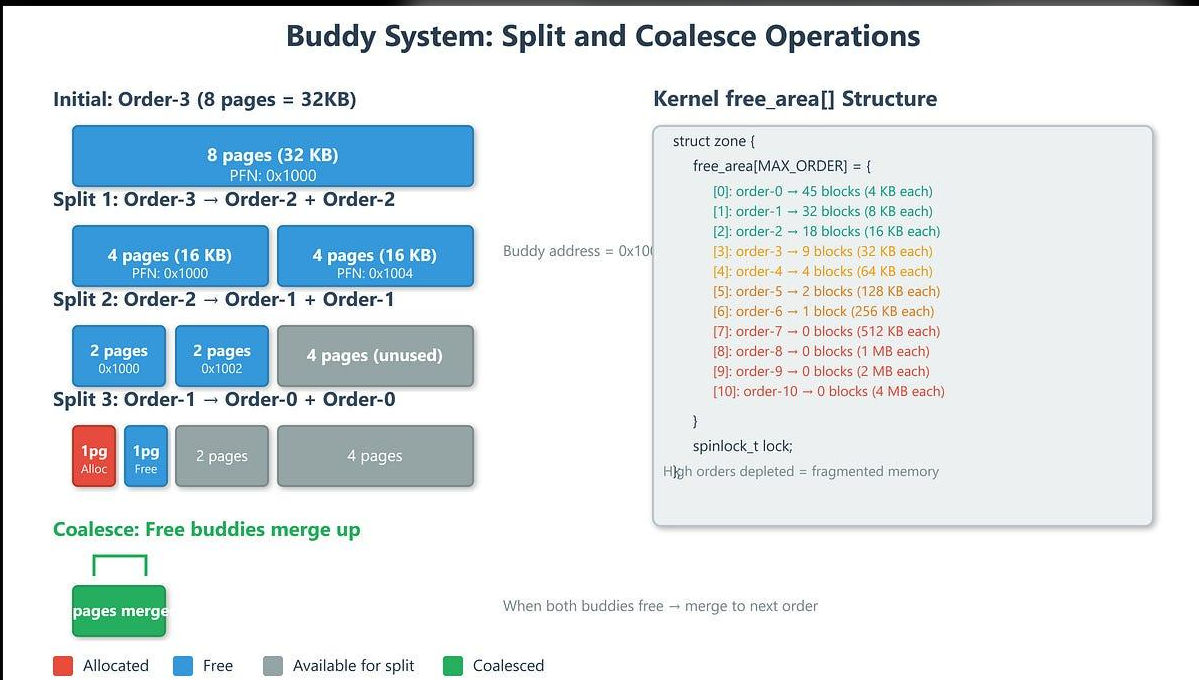 Buddy System: Split and Coalesce Operations
Initial: Order-3 (8 pages = 32KB)
8 pages (32 KB)
PFN: 0x1000
Split 1: Order-3 → Order-2 + Order-2
4 pages (16 KB)
PFN: 0x1000
4 pages (16 KB)
PFN: 0x1004
Buddy address = 0x100
Split 2: Order-2 → Order-1 + Order-1
2 pages
0x1000
2 pages
0x1002
4 pages (unused)
Split 3: Order-1 → Order-0 + Order-0
1pg
Alloc
1pg
Free
2 pages
4 pages
Coalesce: Free buddies merge up
pages merge
When both buddies free → merge to next order
Allocated
Free
Available for split
Coalesced
Kernel free_area[] Structure
struct zone {
free_area[MAX_ORDER] = {
[0]: order-0 → 45 blocks (4 KB each)
[1]: order-1 → 32 blocks (8 KB each)
[2]: order-2 → 18 blocks (16 KB each)
[3]: order-3 → 9 blocks (32 KB each)
[4]: order-4 → 4 blocks (64 KB each)
[5]: order-5 → 2 blocks (128 KB each)
[6]: order-6 → 1 block (256 KB each)
[7]: order-7 → 0 blocks (512 KB each)
[8]: order-8 → 0 blocks (1 MB each)
[9]: order-9 → 0 blocks (2 MB each)
[10]: order-10 → 0 blocks (4 MB each)
}
spinlock_t lock;
};
High orders depleted = fragmented memory